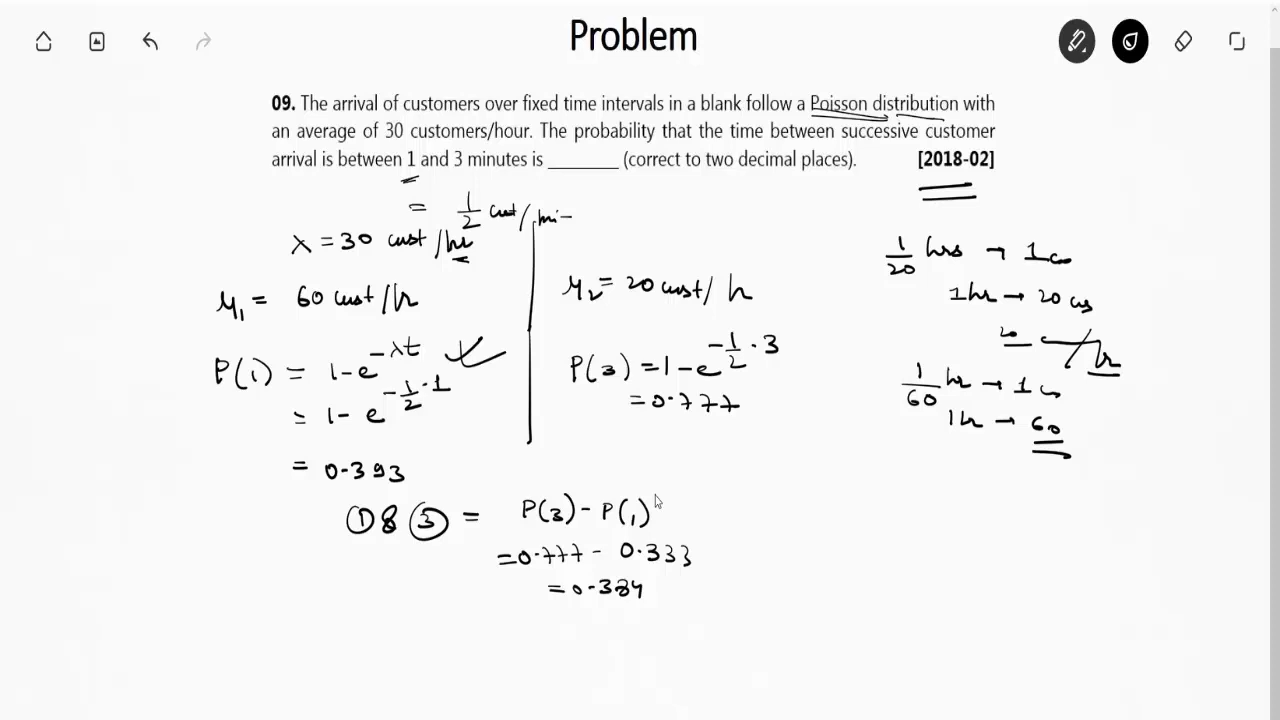 Problem
09. The arrival of customers over fixed time intervals in a blank follow a Poisson distribution with
an average of 30 customers/hour. The probability that the time between successive customer
arrival is between 1 and 3 minutes is ________ (correct to two decimal places). [2018-02]
= 1/2 cust/min
λ = 30 cust/hr
μ₁ = 60 cust/hr
P(1) = 1-e^-λt
= 1-e^-1/2·1
= 0.393
μ₂ = 20 cust/h
P(3) = 1-e^-1/2·3
= 0.777
1/20 hrs → 1 cu
1hr → 20 cus
20 /hr
1/60 hr → 1 cu
1hr → 60
① & ③ = P(3) - P(1)
= 0.777 - 0.333
= 0.384